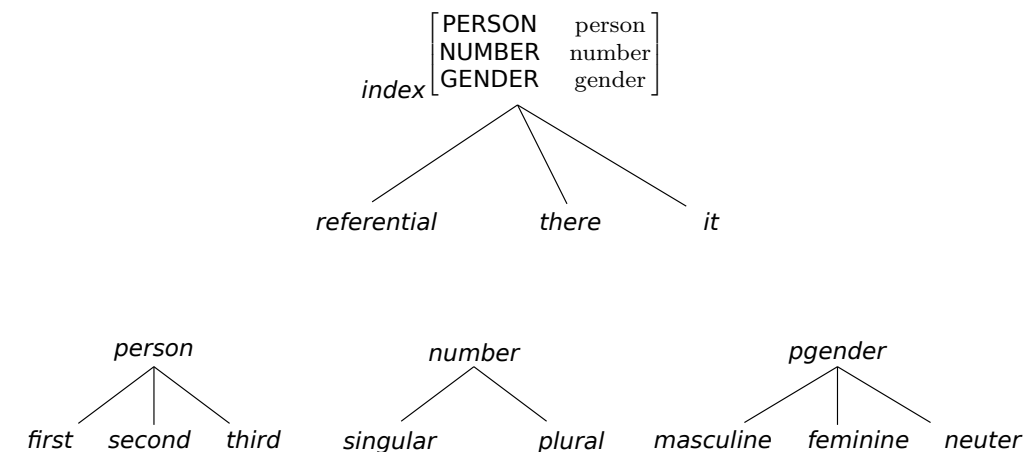 PERSON person
NUMBER number
GENDER gender
index
referential there it
person number pgender
first second third singular plural masculine feminine neuter